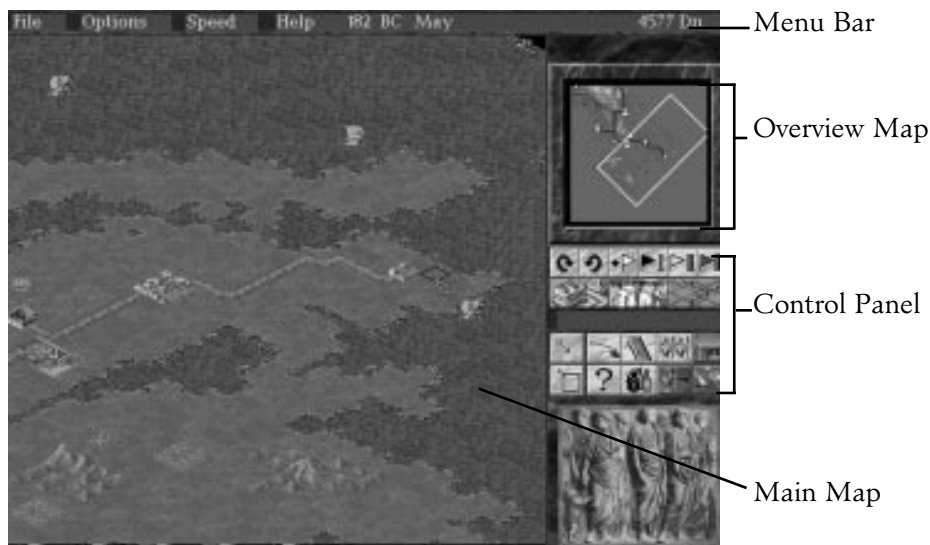 File Options Speed Help 182 BC May 4577 Dn
Menu Bar
Overview Map
Control Panel
?
Main Map